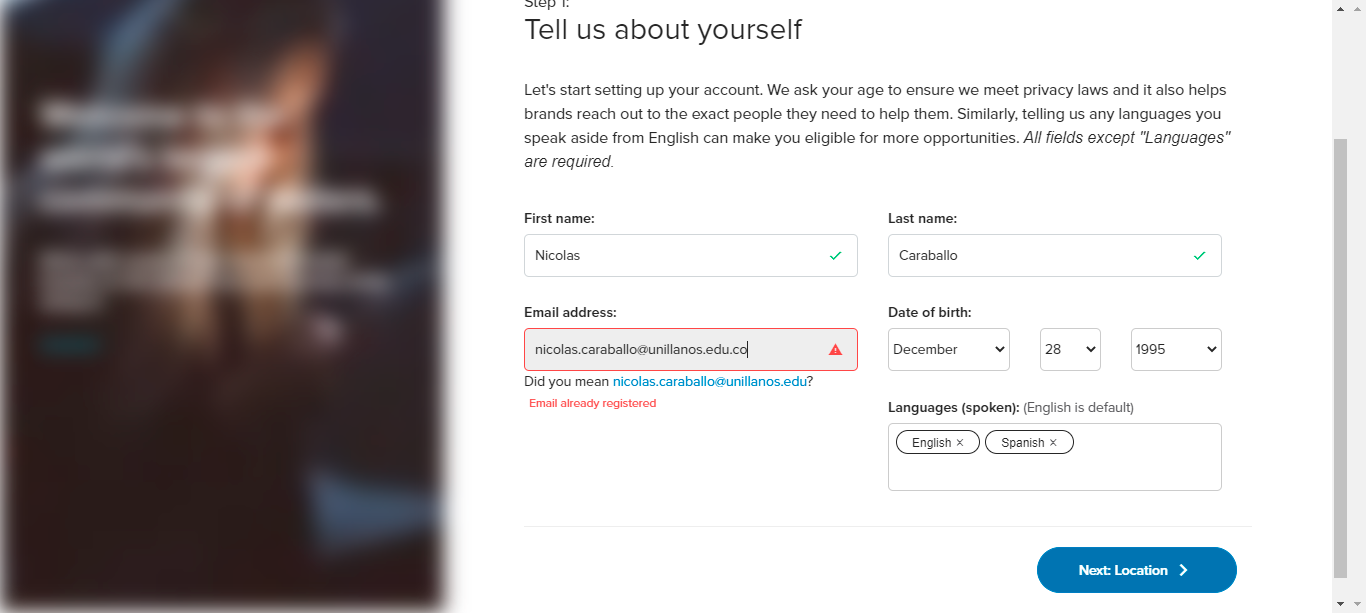 Step 1:
Tell us about yourself
Let's start setting up your account. We ask your age to ensure we meet privacy laws and it also helps
brands reach out to the exact people they need to help them. Similarly, telling us any languages you
speak aside from English can make you eligible for more opportunities. All fields except "Languages"
are required.
First name:
Last name:
Nicolas
Caraballo
Email address:
Date of birth:
nicolas.caraballo@unillanos.edu.co
December
28
1995
Did you mean nicolas.caraballo@unillanos.edu?
Email already registered
Languages (spoken): (English is default)
English ×
Spanish ×
Next: Location